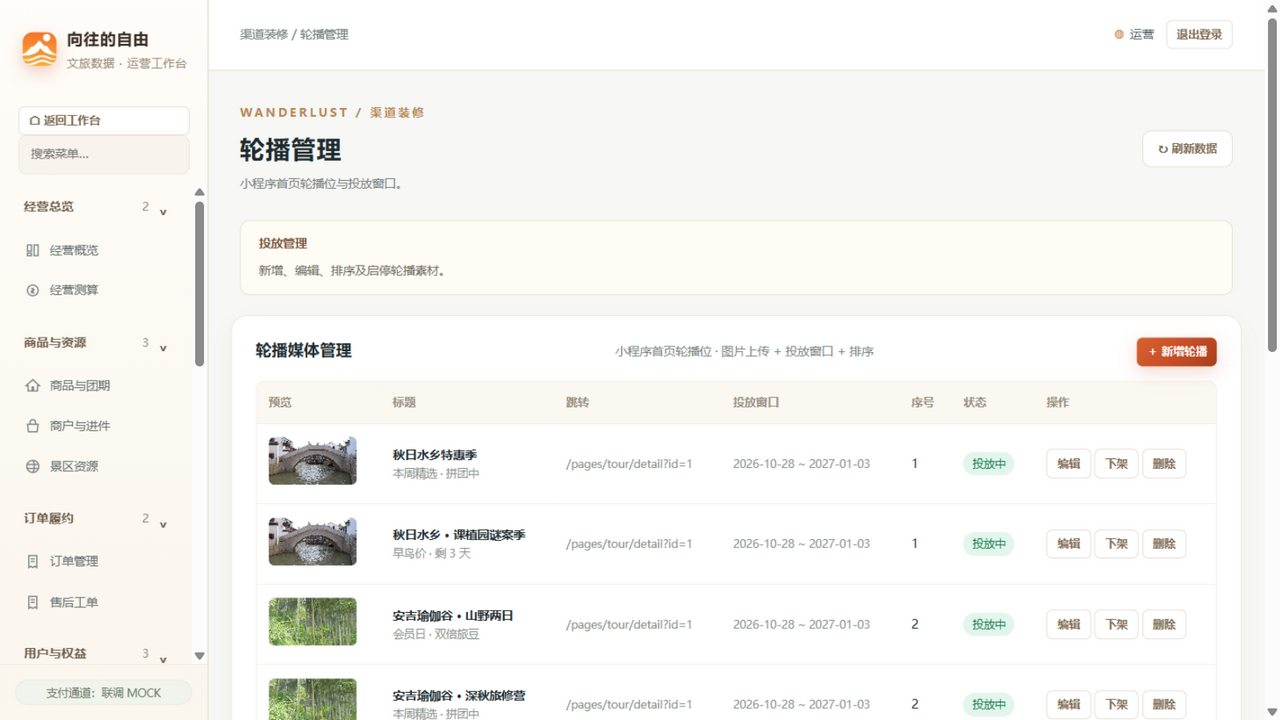 向往的自由
文旅数据 · 运营工作台
返回工作台
搜索菜单...
经营总览 2 v
经营概览
经营测算
商品与资源 3 v
商品与团期
商户与进件
景区资源
订单履约 2 v
订单管理
售后工单
用户与权益 3 v
支付通道：联调 MOCK
渠道装修 / 轮播管理
运营
退出登录
WANDERLUST / 渠道装修
轮播管理
小程序首页轮播位与投放窗口。
↻ 刷新数据
投放管理
新增、编辑、排序及启停轮播素材。
轮播媒体管理
小程序首页轮播位 · 图片上传 + 投放窗口 + 排序
+ 新增轮播
预览 标题 跳转 投放窗口 序号 状态 操作
秋日水乡特惠季
本周精选 · 拼团中
/pages/tour/detail?id=1 2026-10-28 ~ 2027-01-03 1 投放中 编辑 下架 删除
秋日水乡 • 课植园谜案季
早鸟价 · 剩 3 天
/pages/tour/detail?id=1 2026-10-28 ~ 2027-01-03 1 投放中 编辑 下架 删除
安吉瑜伽谷 • 山野两日
会员日 · 双倍旅豆
/pages/tour/detail?id=1 2026-10-28 ~ 2027-01-03 2 投放中 编辑 下架 删除
安吉瑜伽谷 • 深秋旅修营
本周精选 · 拼团中
/pages/tour/detail?id=1 2026-10-28 ~ 2027-01-03 2 投放中 编辑 下架 删除